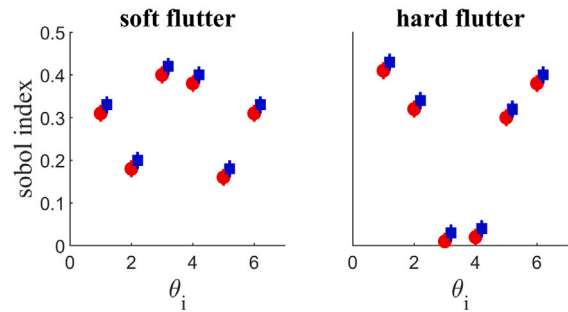 soft flutter
hard flutter
sobol index
0.5
0.4
0.3
0.2
0.1
0
0 2 4 6
θi
0 2 4 6
θi